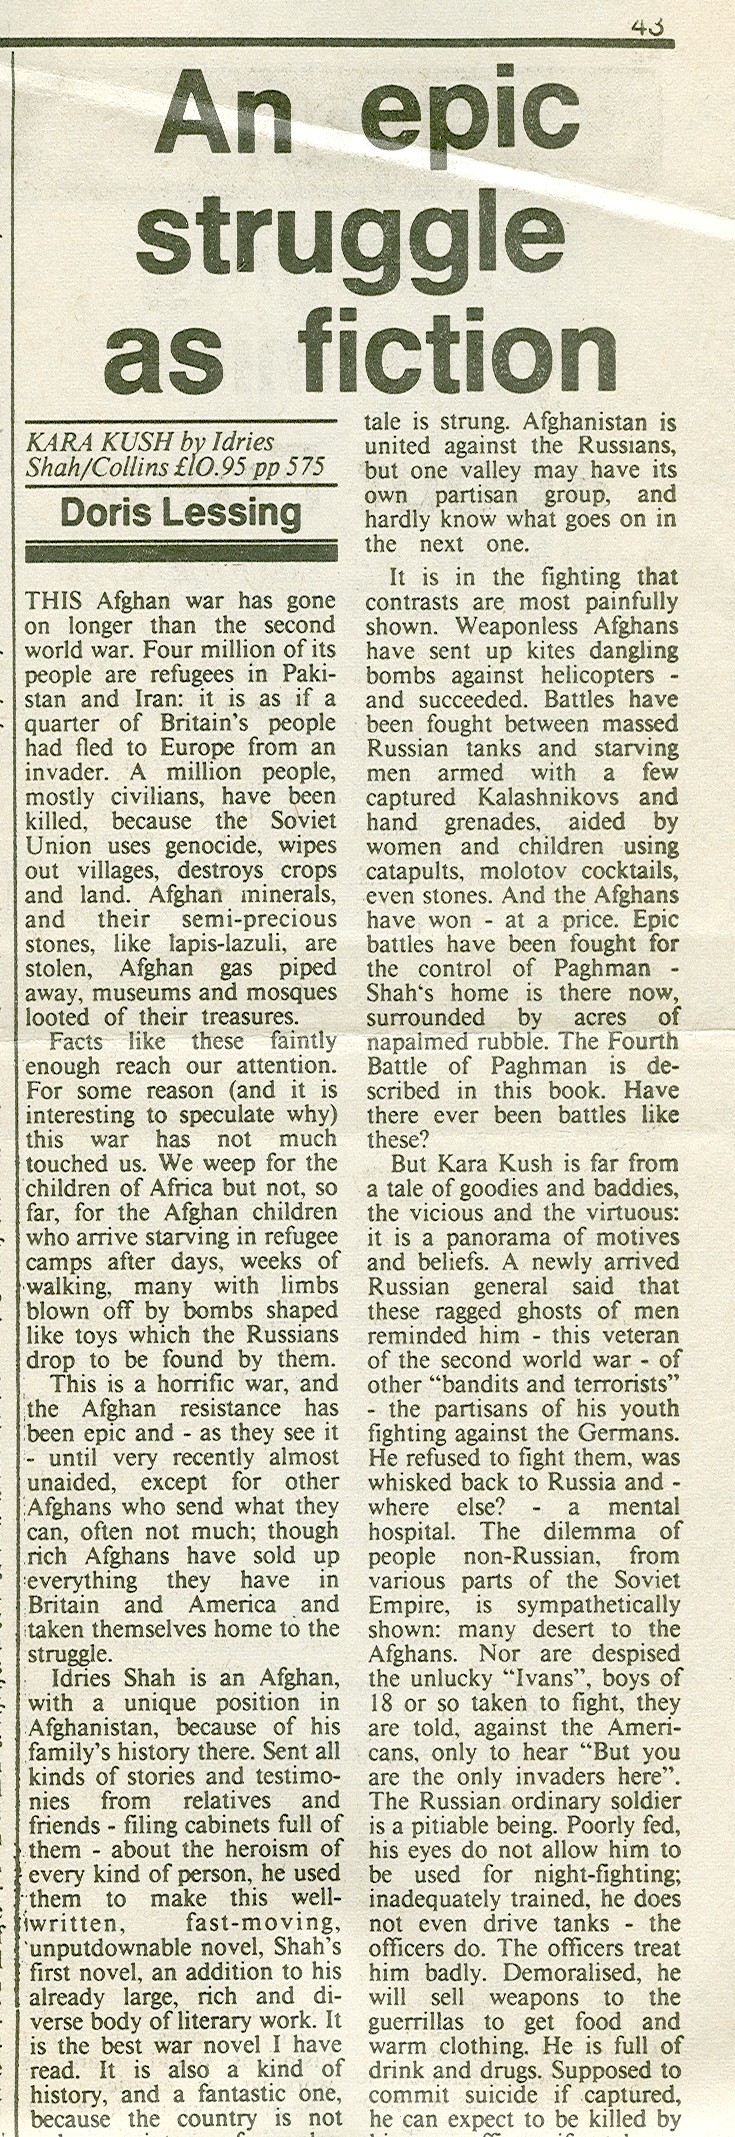 43
An epic
struggle
as fiction
KARA KUSH by Idries
Shah/Collins £10.95 pp 575
Doris Lessing
THIS Afghan war has gone
on longer than the second
world war. Four million of its
people are refugees in Paki-
stan and Iran: it is as if a
quarter of Britain's people
had fled to Europe from an
invader. A million people,
mostly civilians, have been
killed, because the Soviet
Union uses genocide, wipes
out villages, destroys crops
and land. Afghan minerals,
and their semi-precious
stones, like lapis-lazuli, are
stolen, Afghan gas piped
away, museums and mosques
looted of their treasures.
Facts like these faintly
enough reach our attention.
For some reason (and it is
interesting to speculate why)
this war has not much
touched us. We weep for the
children of Africa but not, so
far, for the Afghan children
who arrive starving in refugee
camps after days, weeks of
walking, many with limbs
blown off by bombs shaped
like toys which the Russians
drop to be found by them.
This is a horrific war, and
the Afghan resistance has
been epic and - as they see it
- until very recently almost
unaided, except for other
Afghans who send what they
can, often not much; though
rich Afghans have sold up
everything they have in
Britain and America and
taken themselves home to the
struggle.
Idries Shah is an Afghan,
with a unique position in
Afghanistan, because of his
family's history there. Sent all
kinds of stories and testimo-
nies from relatives and
friends - filing cabinets full of
them - about the heroism of
every kind of person, he used
them to make this well-
written, fast-moving,
unputdownable novel, Shah's
first novel, an addition to his
already large, rich and di-
verse body of literary work. It
is the best war novel I have
read. It is also a kind of
history, and a fantastic one,
because the country is not
tale is strung. Afghanistan is
united against the Russians,
but one valley may have its
own partisan group, and
hardly know what goes on in
the next one.
It is in the fighting that
contrasts are most painfully
shown. Weaponless Afghans
have sent up kites dangling
bombs against helicopters -
and succeeded. Battles have
been fought between massed
Russian tanks and starving
men armed with a few
captured Kalashnikovs and
hand grenades, aided by
women and children using
catapults, molotov cocktails,
even stones. And the Afghans
have won - at a price. Epic
battles have been fought for
the control of Paghman -
Shah's home is there now,
surrounded by acres of
napalmed rubble. The Fourth
Battle of Paghman is de-
scribed in this book. Have
there ever been battles like
these?
But Kara Kush is far from
a tale of goodies and baddies,
the vicious and the virtuous:
it is a panorama of motives
and beliefs. A newly arrived
Russian general said that
these ragged ghosts of men
reminded him - this veteran
of the second world war - of
other "bandits and terrorists"
- the partisans of his youth
fighting against the Germans.
He refused to fight them, was
whisked back to Russia and -
where else? - a mental
hospital. The dilemma of
people non-Russian, from
various parts of the Soviet
Empire, is sympathetically
shown: many desert to the
Afghans. Nor are despised
the unlucky "Ivans", boys of
18 or so taken to fight, they
are told, against the Ameri-
cans, only to hear "But you
are the only invaders here".
The Russian ordinary soldier
is a pitiable being. Poorly fed,
his eyes do not allow him to
be used for night-fighting;
inadequately trained, he does
not even drive tanks - the
officers do. The officers treat
him badly. Demoralised, he
will sell weapons to the
guerrillas to get food and
warm clothing. He is full of
drink and drugs. Supposed to
commit suicide if captured,
he can expect to be killed by